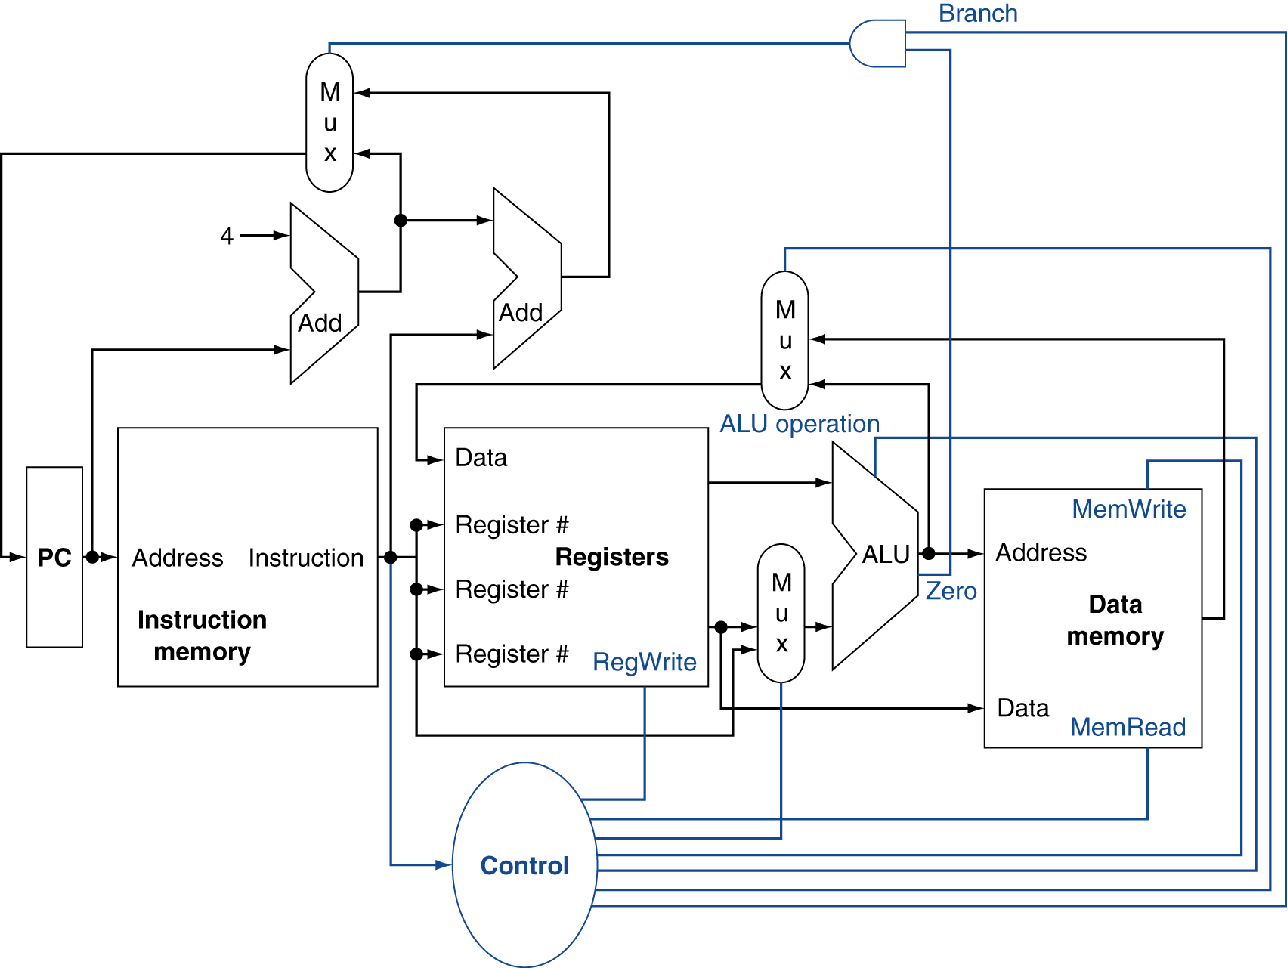 Branch
M
u
x
4
Add
Add
M
u
x
ALU operation
Data
Register #
Registers
Register #
Register #
RegWrite
PC
Address
Instruction
Instruction
memory
M
u
x
ALU
Zero
MemWrite
Address
Data
memory
Data
MemRead
Control